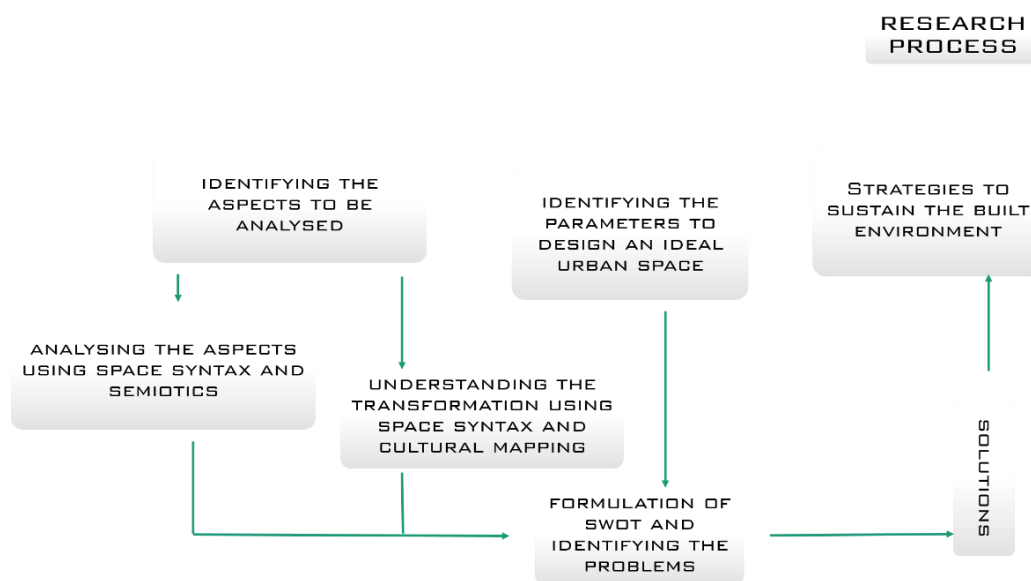 RESEARCH
PROCESS
IDENTIFYING THE
ASPECTS TO BE
ANALYSED
IDENTIFYING THE
PARAMETERS TO
DESIGN AN IDEAL
URBAN SPACE
STRATEGIES TO
SUSTAIN THE BUILT
ENVIRONMENT
ANALYSING THE ASPECTS
USING SPACE SYNTAX AND
SEMIOTICS
UNDERSTANDING THE
TRANSFORMATION USING
SPACE SYNTAX AND
CULTURAL MAPPING
FORMULATION OF
SWOT AND
IDENTIFYING THE
PROBLEMS
SOLUTIONS